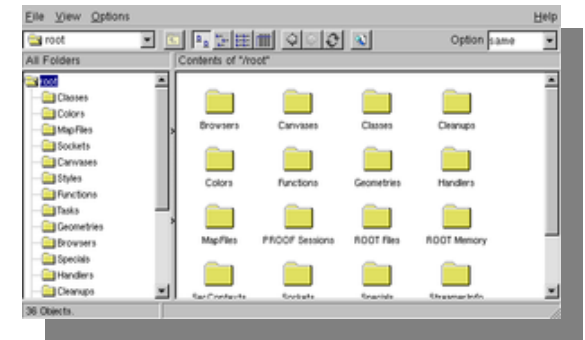 File View Options Help
root Option same
All Folders Contents of "/root"
root
Classes
Colors
MapFiles
Sockets
Canvases
Styles
Functions
Tasks
Geometries
Browsers
Specials
Handlers
Cleanups
Browsers Canvases Classes Cleanups
Colors Functions Geometries Handlers
MapFiles PROOF Sessions ROOT Files ROOT Memory
SecContexts Sockets Specials StreamerInfo
36 Objects.